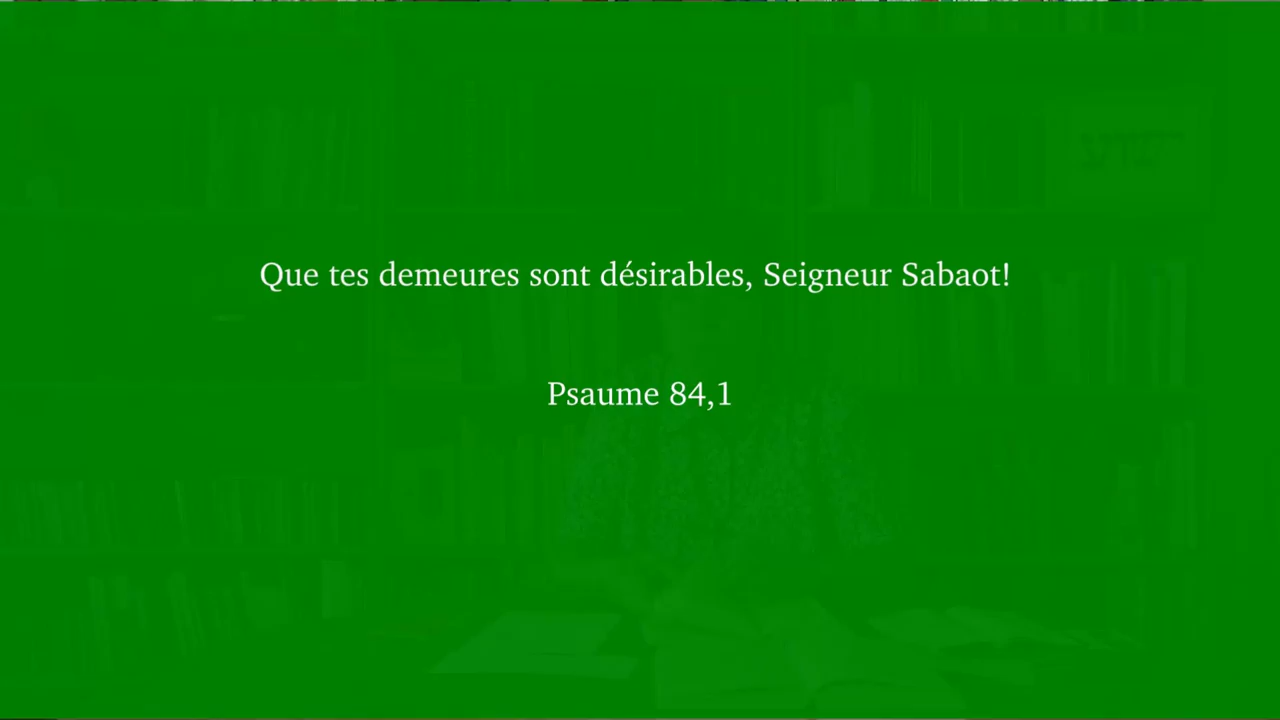 Que tes demeures sont désirables, Seigneur Sabaot!
Psaume 84,1